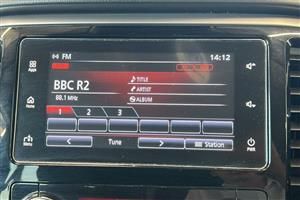 FM 14:12
Apps
BBC R2
TITLE
ARTIST
88.1 MHz
ALBUM
Home
1 2 3
Menu
Tune
Station
PWR